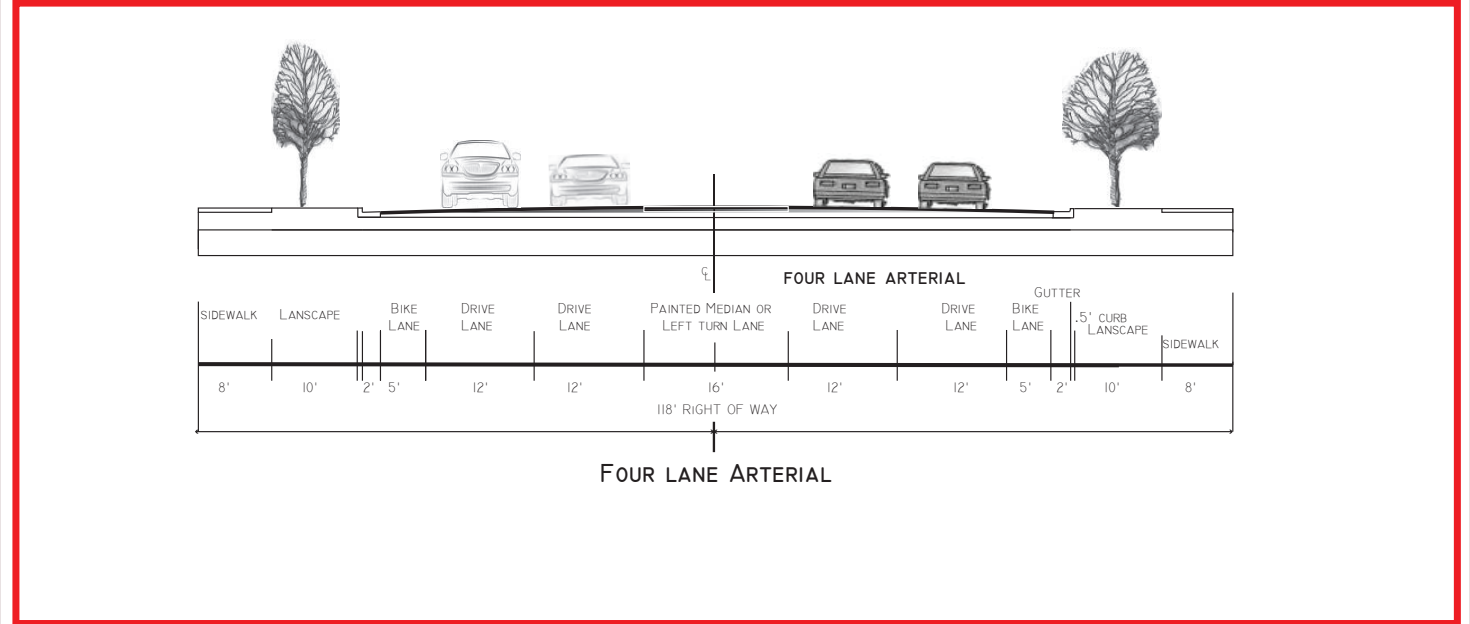 ℄
FOUR LANE ARTERIAL
SIDEWALK
LANSCAPE
BIKE
LANE
DRIVE
LANE
DRIVE
LANE
PAINTED MEDIAN OR
LEFT TURN LANE
DRIVE
LANE
DRIVE
LANE
BIKE
LANE
GUTTER
.5' CURB
LANSCAPE
SIDEWALK
8'
10'
2'
5'
12'
12'
16'
12'
12'
5'
2'
10'
8'
118' RIGHT OF WAY
FOUR LANE ARTERIAL